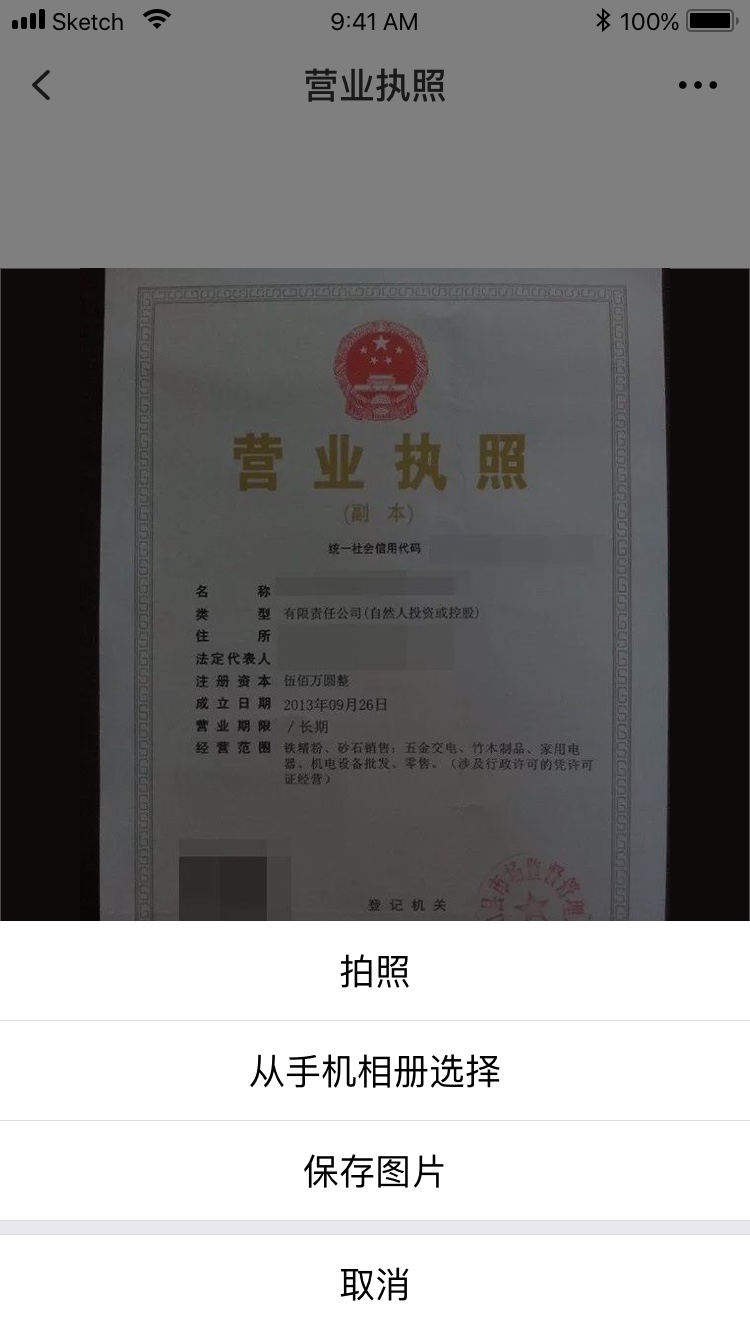 Sketch 9:41 AM 100%
营业执照
营业执照
(副 本)
统一社会信用代码
名 称
类 型 有限责任公司(自然人投资或控股)
住 所
法定代表人
注册资本 伍佰万圆整
成立日期 2013年09月26日
营业期限 / 长期
经营范围 铁精粉、砂石销售；五金交电、竹木制品、家用电
器、机电设备批发、零售。（涉及行政许可的凭许可
证经营）
登记机关
拍照
从手机相册选择
保存图片
取消